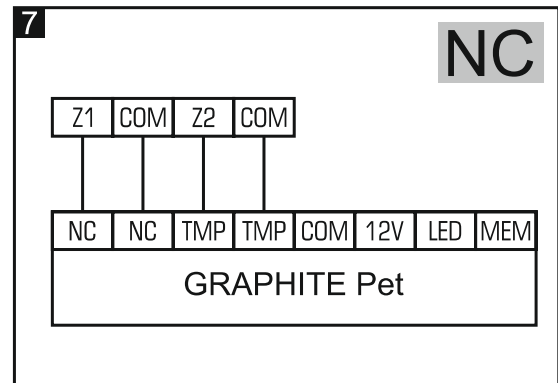 7
NC
Z1 COM Z2 COM
NC NC TMP TMP COM 12V LED MEM
GRAPHITE Pet